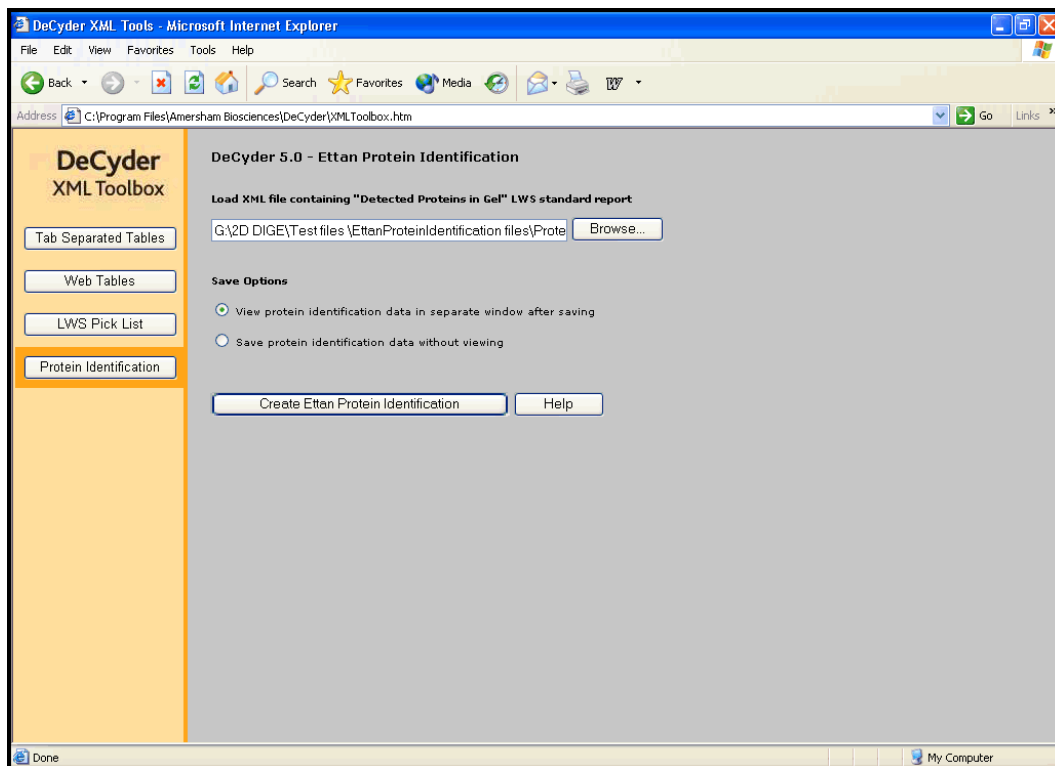 DeCyder XML Tools - Microsoft Internet Explorer
File Edit View Favorites Tools Help
Back Search Favorites Media
Address C:\Program Files\Amersham Biosciences\DeCyder\XMLToolbox.htm Go Links »
DeCyder
XML Toolbox
Tab Separated Tables
Web Tables
LWS Pick List
Protein Identification
DeCyder 5.0 - Ettan Protein Identification
Load XML file containing "Detected Proteins in Gel" LWS standard report
G:\2D DIGE\Test files \EttanProteinIdentification files\Prote Browse...
Save Options
View protein identification data in separate window after saving
Save protein identification data without viewing
Create Ettan Protein Identification Help
Done My Computer